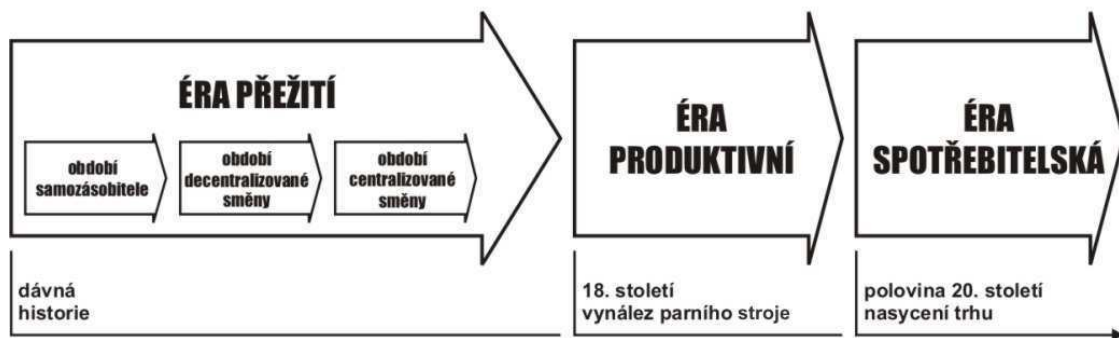 ÉRA PŘEŽITÍ
období
samozásobitele
období
decentralizované
směny
období
centralizované
směny
ÉRA
PRODUKTIVNÍ
ÉRA
SPOTŘEBITELSKÁ
dávná
historie
18. století
vynález parního stroje
polovina 20. století
nasycení trhu